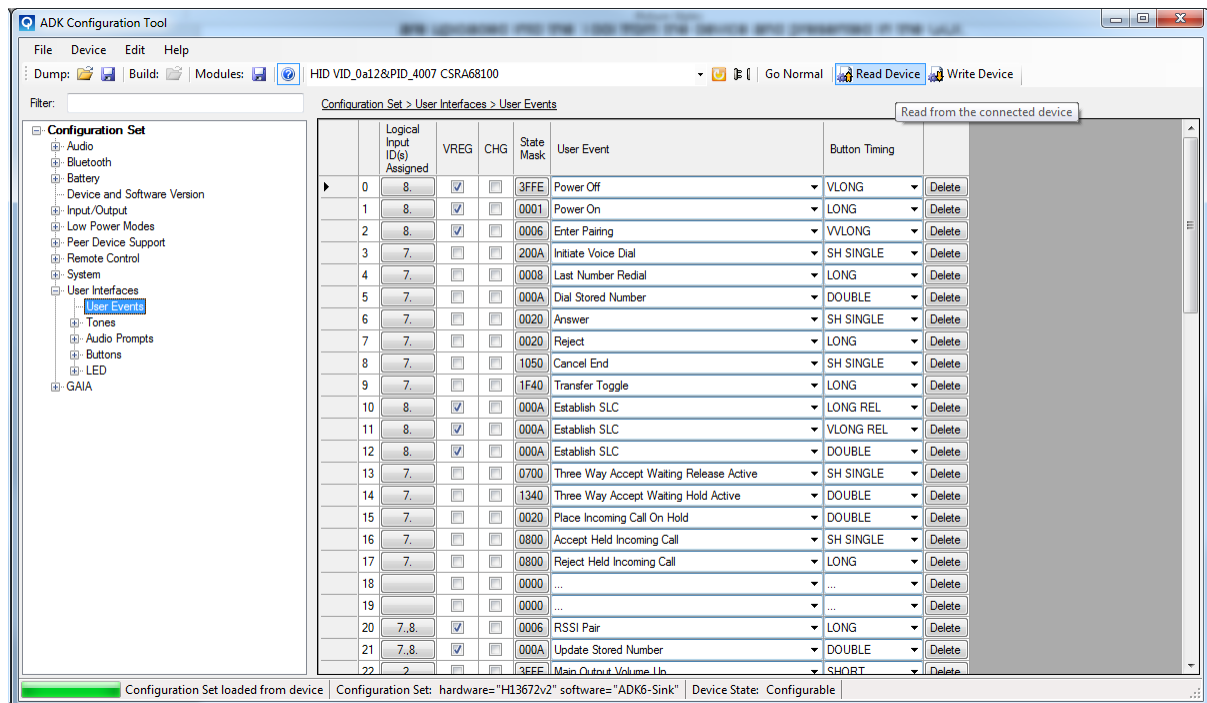 ADK Configuration Tool
File Device Edit Help
Dump: Build: Modules: HID VID_0a12&PID_4007 CSRA68100 Go Normal Read Device Write Device
Read from the connected device
Filter:
Configuration Set > User Interfaces > User Events
Configuration Set
Audio
Bluetooth
Battery
Device and Software Version
Input/Output
Low Power Modes
Peer Device Support
Remote Control
System
User Interfaces
User Events
Tones
Audio Prompts
Buttons
LED
GAIA
Logical Input ID(s) Assigned VREG CHG State Mask User Event Button Timing
0 8. 3FFE Power Off VLONG Delete
1 8. 0001 Power On LONG Delete
2 8. 0006 Enter Pairing VVLONG Delete
3 7. 200A Initiate Voice Dial SH SINGLE Delete
4 7. 0008 Last Number Redial LONG Delete
5 7. 000A Dial Stored Number DOUBLE Delete
6 7. 0020 Answer SH SINGLE Delete
7 7. 0020 Reject LONG Delete
8 7. 1050 Cancel End SH SINGLE Delete
9 7. 1F40 Transfer Toggle LONG Delete
10 8. 000A Establish SLC LONG REL Delete
11 8. 000A Establish SLC VLONG REL Delete
12 8. 000A Establish SLC DOUBLE Delete
13 7. 0700 Three Way Accept Waiting Release Active SH SINGLE Delete
14 7. 1340 Three Way Accept Waiting Hold Active DOUBLE Delete
15 7. 0020 Place Incoming Call On Hold DOUBLE Delete
16 7. 0800 Accept Held Incoming Call SH SINGLE Delete
17 7. 0800 Reject Held Incoming Call LONG Delete
18 0000 ... ... Delete
19 0000 ... ... Delete
20 7.,8. 0006 RSSI Pair LONG Delete
21 7.,8. 000A Update Stored Number DOUBLE Delete
22 2 3FFE Main Output Volume Up SHORT Delete
Configuration Set loaded from device Configuration Set: hardware="H13672v2" software="ADK6-Sink" Device State: Configurable